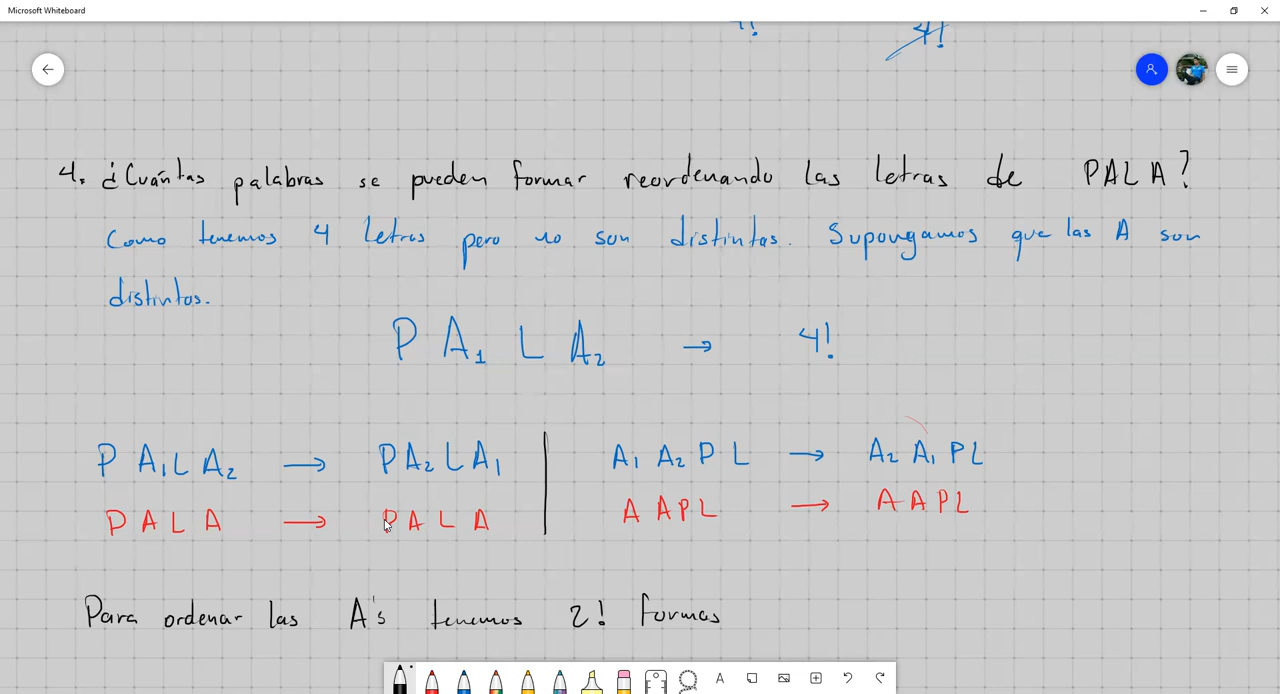 Microsoft Whiteboard
4!
4!
4. ¿Cuántas palabras se pueden formar reordenando las letras de PALA?
Como tenemos 4 letras pero no son distintas. Supongamos que las A son
distintas.
P A₁ L A₂ → 4!
P A₁ L A₂ → P A₂ L A₁ | A₁ A₂ P L → A₂ A₁ P L
P A L A → P A L A | A A P L → A A P L
Para ordenar las A's tenemos 2! formas
A